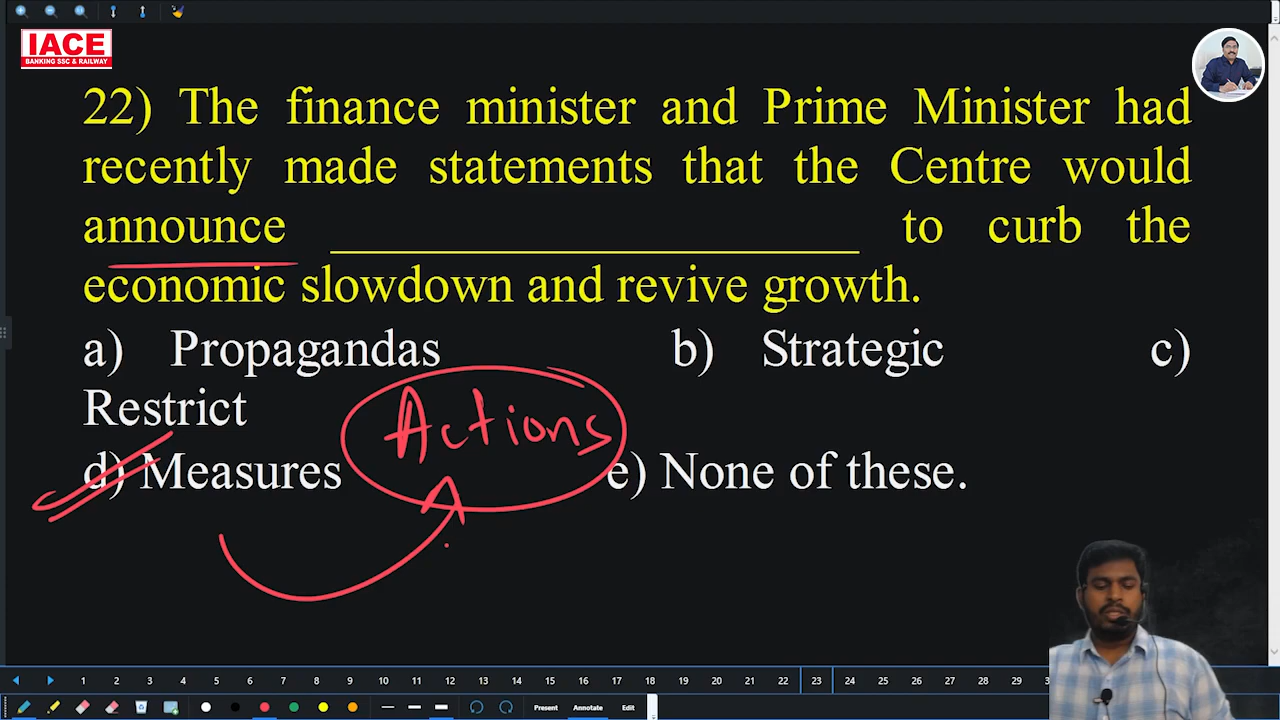 IACE
BANKING SSC & RAILWAY
22) The finance minister and Prime Minister had
recently made statements that the Centre would
announce ____________________ to curb the
economic slowdown and revive growth.
a) Propagandas b) Strategic c)
Restrict
Actions
d) Measures e) None of these.
1 2 3 4 5 6 7 8 9 10 11 12 13 14 15 16 17 18 19 20 21 22 23 24 25 26 27 28 29
Present Annotate Edit